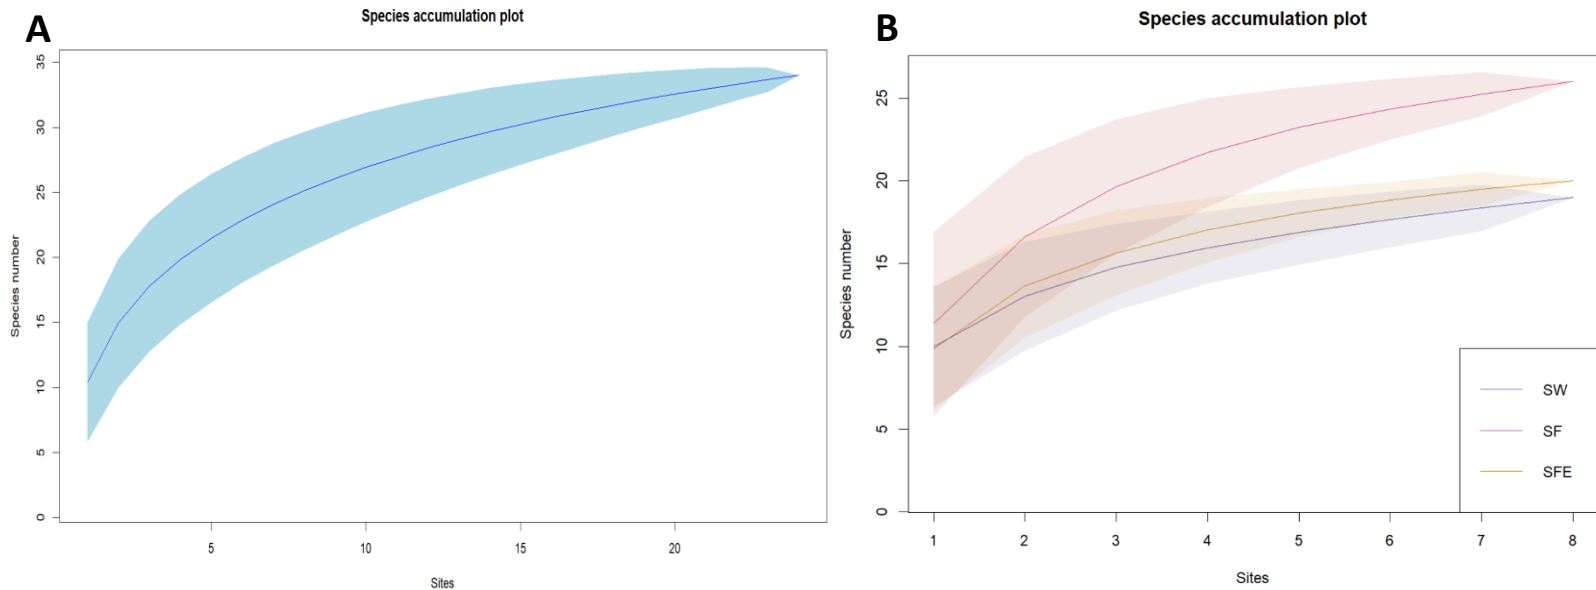 A
Species accumulation plot
Species number
35
30
25
20
15
10
5
0
5 10 15 20
Sites
B
Species accumulation plot
Species number
25
20
15
10
5
0
SW
SF
SFE
1 2 3 4 5 6 7 8
Sites